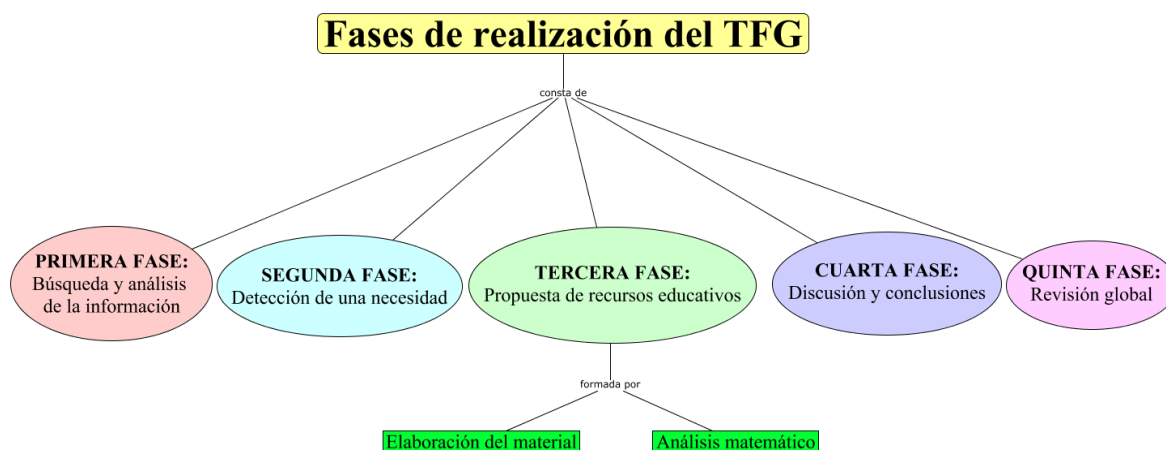 Fases de realización del TFG
consta de
PRIMERA FASE:
Búsqueda y análisis
de la información
SEGUNDA FASE:
Detección de una necesidad
TERCERA FASE:
Propuesta de recursos educativos
CUARTA FASE:
Discusión y conclusiones
QUINTA FASE:
Revisión global
formada por
Elaboración del material
Análisis matemático